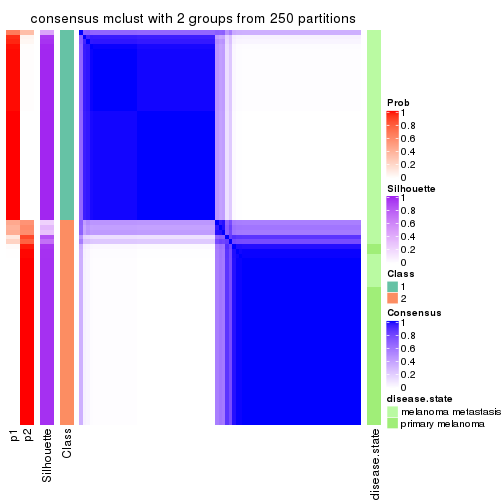 consensus mclust with 2 groups from 250 partitions
Prob
1
0.8
0.6
0.4
0.2
0
Silhouette
1
0.8
0.6
0.4
0.2
0
Class
1
2
Consensus
1
0.8
0.6
0.4
0.2
0
disease.state
melanoma metastasis
primary melanoma
p1
p2
Silhouette
Class
disease.state